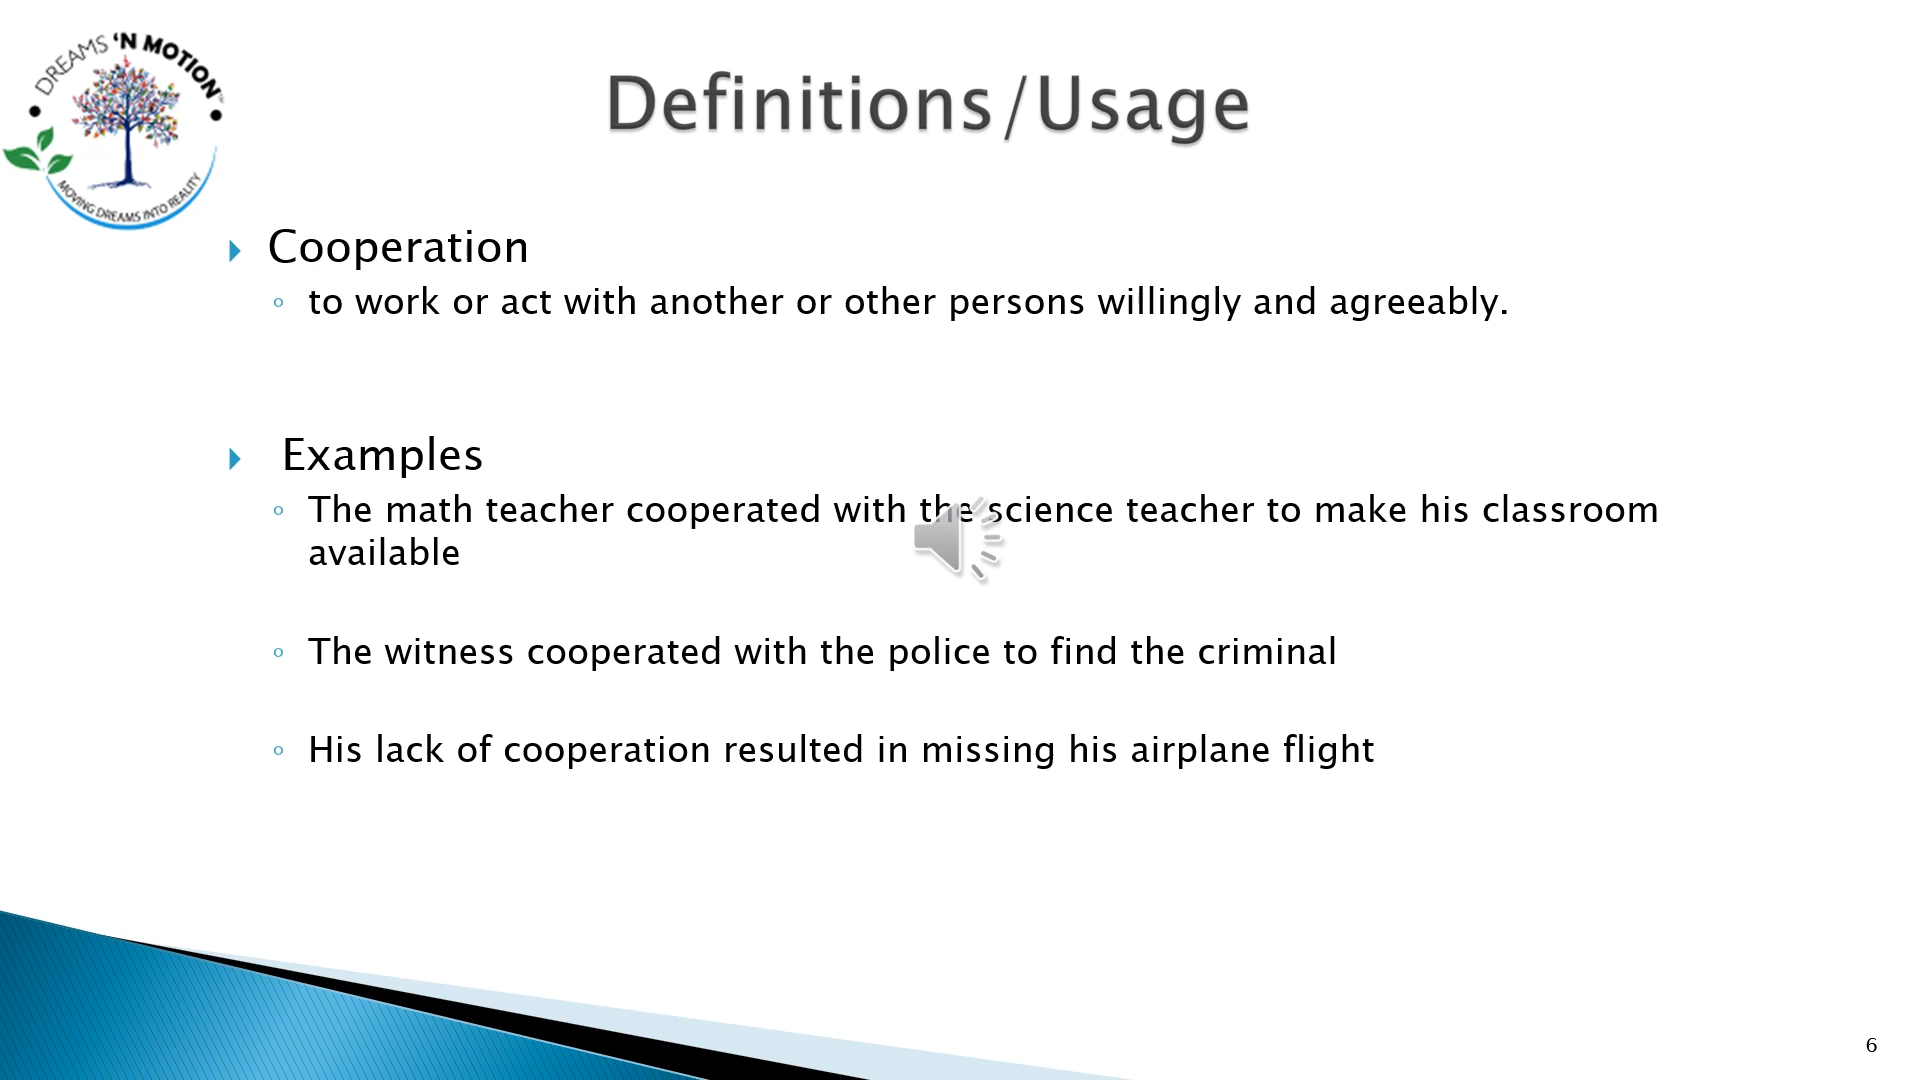 DREAMS 'N MOTION
MOVING DREAMS INTO REALITY
Definitions/Usage
Cooperation
to work or act with another or other persons willingly and agreeably.
Examples
The math teacher cooperated with the science teacher to make his classroom
available
The witness cooperated with the police to find the criminal
His lack of cooperation resulted in missing his airplane flight
6